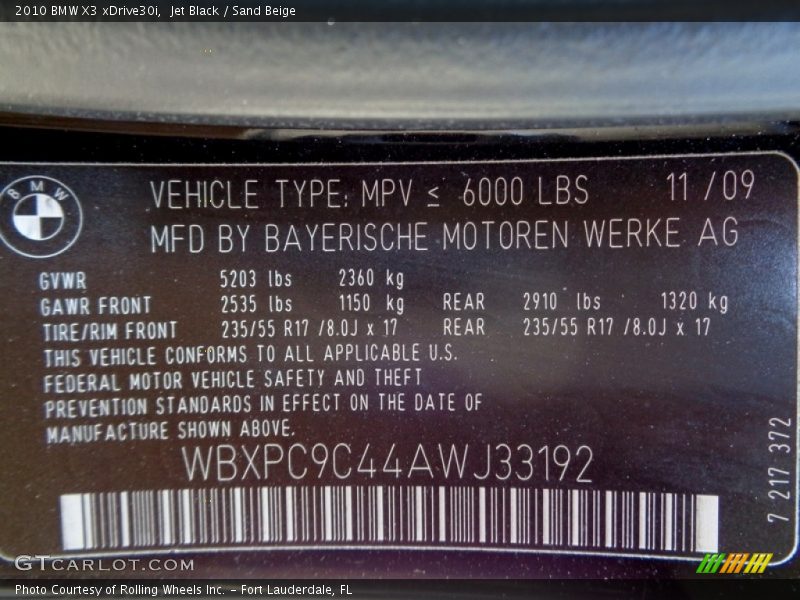 2010 BMW X3 xDrive30i, Jet Black / Sand Beige
BMW
VEHICLE TYPE: MPV ≤ 6000 LBS 11 /09
MFD BY BAYERISCHE MOTOREN WERKE AG
GVWR 5203 lbs 2360 kg
GAWR FRONT 2535 lbs 1150 kg REAR 2910 lbs 1320 kg
TIRE/RIM FRONT 235/55 R17 /8.0J x 17 REAR 235/55 R17 /8.0J x 17
THIS VEHICLE CONFORMS TO ALL APPLICABLE U.S.
FEDERAL MOTOR VEHICLE SAFETY AND THEFT
PREVENTION STANDARDS IN EFFECT ON THE DATE OF
MANUFACTURE SHOWN ABOVE.
WBXPC9C44AWJ33192
7 217 372
GTCARLOT.COM
Photo Courtesy of Rolling Wheels Inc. - Fort Lauderdale, FL